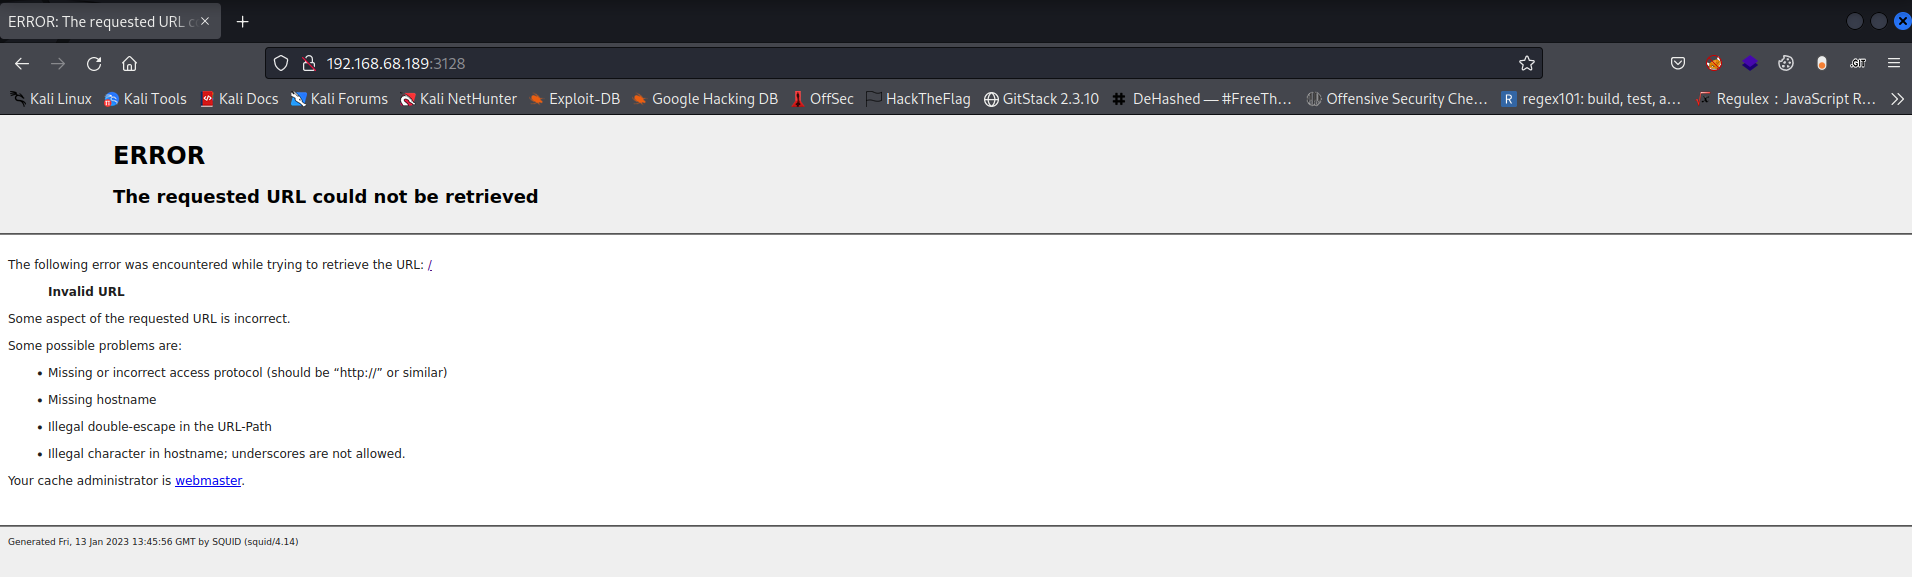 ERROR: The requested URL c
192.168.68.189:3128
.GIT
Kali Linux Kali Tools Kali Docs Kali Forums Kali NetHunter Exploit-DB Google Hacking DB OffSec HackTheFlag GitStack 2.3.10 DeHashed — #FreeTh... Offensive Security Che... R regex101: build, test, a... Regulex : JavaScript R...
ERROR
The requested URL could not be retrieved
The following error was encountered while trying to retrieve the URL: /
Invalid URL
Some aspect of the requested URL is incorrect.
Some possible problems are:
• Missing or incorrect access protocol (should be “http://” or similar)
• Missing hostname
• Illegal double-escape in the URL-Path
• Illegal character in hostname; underscores are not allowed.
Your cache administrator is webmaster.
Generated Fri, 13 Jan 2023 13:45:56 GMT by SQUID (squid/4.14)